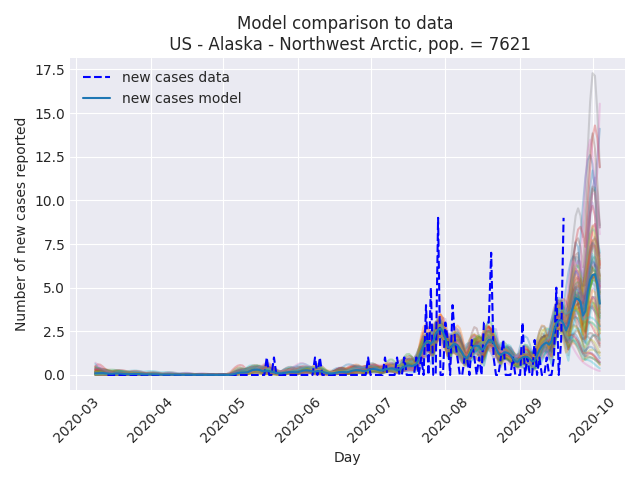 Model comparison to data
US - Alaska - Northwest Arctic, pop. = 7621
17.5
15.0
12.5
10.0
7.5
5.0
2.5
0.0
Number of new cases reported
new cases data
new cases model
2020-03
2020-04
2020-05
2020-06
2020-07
2020-08
2020-09
2020-10
Day